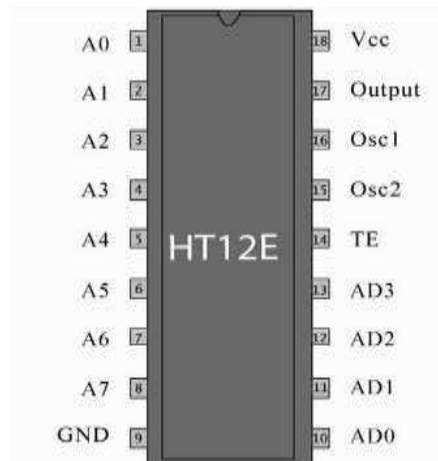 A0 1 18 Vcc
A1 2 17 Output
A2 3 16 Osc1
A3 4 15 Osc2
A4 5 14 TE
HT12E
A5 6 13 AD3
A6 7 12 AD2
A7 8 11 AD1
GND 9 10 AD0